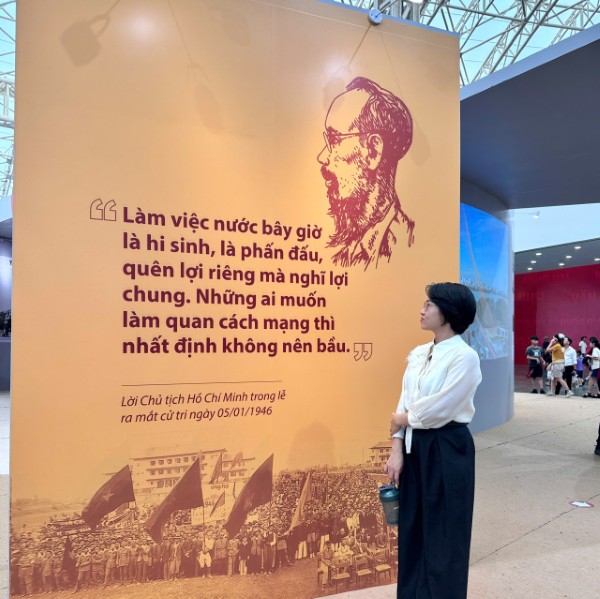 “Làm việc nước bây giờ
là hi sinh, là phấn đấu,
quên lợi riêng mà nghĩ lợi
chung. Những ai muốn
làm quan cách mạng thì
nhất định không nên bầu.”
Lời Chủ tịch Hồ Chí Minh trong lễ
ra mắt cử tri ngày 05/01/1946